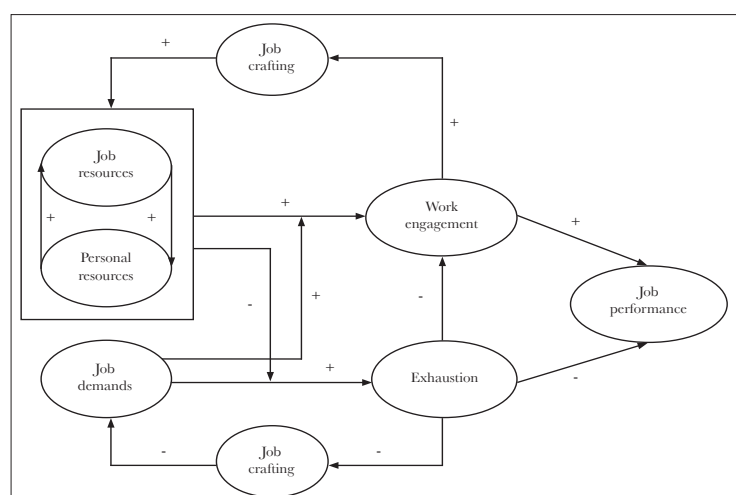 Job
crafting
+
+
Job
resources
+
+
Personal
resources
+
Work
engagement
+
-
+
-
Job
performance
Job
demands
+
Exhaustion
-
-
Job
crafting
-